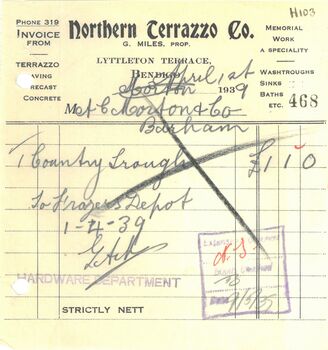 PHONE 319
H103
INVOICE FROM
Northern Terrazzo Co.
G. MILES, PROP.
MEMORIAL WORK A SPECIALITY
TERRAZZO
PAVING
PRECAST
CONCRETE
LYTTLETON TERRACE,
BENDIGO
April 1st 1939
WASHTROUGHS
SINKS
BATHS
ETC.
468
M A C Morton & Co
Barham
1 Country Trough £1 1 0
To Frazers Depot
1-4-39
HARDWARE DEPARTMENT
STRICTLY NETT